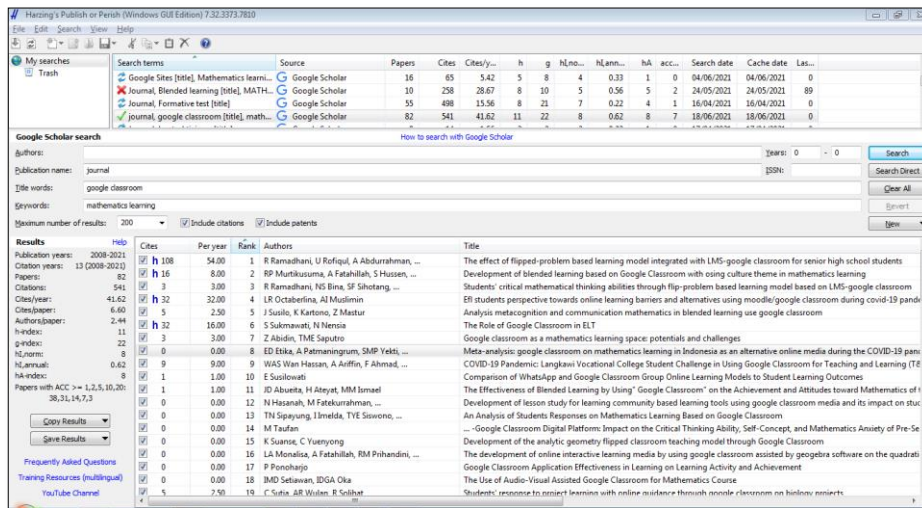 Harzing's Publish or Perish (Windows GUI Edition) 7.32.3373.7810
File Edit Search View Help
My searches
Trash
Search terms Source Papers Cites Cites/y... h g hI,no... hI,ann... hA acc... Search date Cache date Las...
Google Sites [title], Mathematics learni... Google Scholar 16 65 5.42 5 8 4 0.33 1 0 04/06/2021 04/06/2021 0
Journal, Blended learning [title], MATH... Google Scholar 10 258 28.67 8 10 5 0.56 5 2 24/05/2021 24/05/2021 89
Journal, Formative test [title] Google Scholar 55 498 15.56 8 21 7 0.22 4 1 16/04/2021 16/04/2021 0
journal, google classroom [title], math... Google Scholar 82 541 41.62 11 22 8 0.62 8 7 18/06/2021 18/06/2021 0
Google Scholar search How to search with Google Scholar
Authors: Years: 0 - 0 Search
Publication name: journal ISSN: Search Direct
Title words: google classroom Clear All
Keywords: mathematics learning Revert
Maximum number of results: 200 Include citations Include patents New
Results Help
Publication years: 2008-2021
Citation years: 13 (2008-2021)
Papers: 82
Citations: 541
Cites/year: 41.62
Cites/paper: 6.60
Authors/paper: 2.44
h-index: 11
g-index: 22
hI,norm: 8
hI,annual: 0.62
hA-index: 8
Papers with ACC >= 1,2,5,10,20:
38,31,14,7,3
Copy Results
Save Results
Frequently Asked Questions
Training Resources (multilingual)
YouTube Channel
Cites Per year Rank Authors Title
h 108 54.00 1 R Ramadhani, U Rofiqul, A Abdurrahman, ... The effect of flipped-problem based learning model integrated with LMS-google classroom for senior high school students
h 16 8.00 2 RP Murtikusuma, A Fatahillah, S Hussen, ... Development of blended learning based on Google Classroom with osing culture theme in mathematics learning
3 3.00 3 R Ramadhani, NS Bina, SF Sihotang, ... Students' critical mathematical thinking abilities through flip-problem based learning model based on LMS-google classroom
h 32 32.00 4 LR Octaberlina, AI Muslimin Efl students perspective towards online learning barriers and alternatives using moodle/google classroom during covid-19 pand
5 2.50 5 J Susilo, K Kartono, Z Mastur Analysis metacognition and communication mathematics in blended learning use google classroom
h 32 16.00 6 S Sukmawati, N Nensia The Role of Google Classroom in ELT
3 3.00 7 Z Abidin, TME Saputro Google classroom as a mathematics learning space: potentials and challenges
0 0.00 8 ED Etika, A Patmaningrum, SMP Yekti, ... Meta-analysis: google classroom on mathematics learning in Indonesia as an alternative online media during the COVID-19 pan
9 9.00 9 WAS Wan Hassan, A Ariffin, F Ahmad, ... COVID-19 Pandemic: Langkawi Vocational College Student Challenge in Using Google Classroom for Teaching and Learning (T&
1 1.00 10 E Susilowati Comparison of WhatsApp and Google Classroom Group Online Learning Models to Student Learning Outcomes
1 1.00 11 JD Abueita, H Ateyat, MM Ismael The Effectiveness of Blended Learning by Using" Google Classroom" on the Achievement and Attitudes toward Mathematics of
0 0.00 12 N Hasanah, M Fatekurrahman, ... Development of lesson study for learning community based learning tools using google classroom media and its impact on stuc
0 0.00 13 TN Sipayung, I Imelda, TYE Siswono, ... An Analysis of Students Responses on Mathematics Learning Based on Google Classroom
0 0.00 14 M Taufan ... -Google Classroom Digital Platform: Impact on the Critical Thinking Ability, Self-Concept, and Mathematics Anxiety of Pre-Se
0 0.00 15 K Suanse, C Yuenyong Development of the analytic geometry flipped classroom teaching model through Google Classroom
0 0.00 16 LA Monalisa, A Fatahillah, RM Prihandini, ... The development of online interactive learning media by using google classroom assisted by geogebra software on the quadrati
0 0.00 17 P Ponoharjo Google Classroom Application Effectiveness in Learning on Learning Activity and Achievement
0 0.00 18 IMD Setiawan, IDGA Oka The Use of Audio-Visual Assisted Google Classroom for Mathematics Course
5 2.50 19 C Sutia, AR Wulan, R Solihat Students' response to project learning with online guidance through google classroom on biology projects